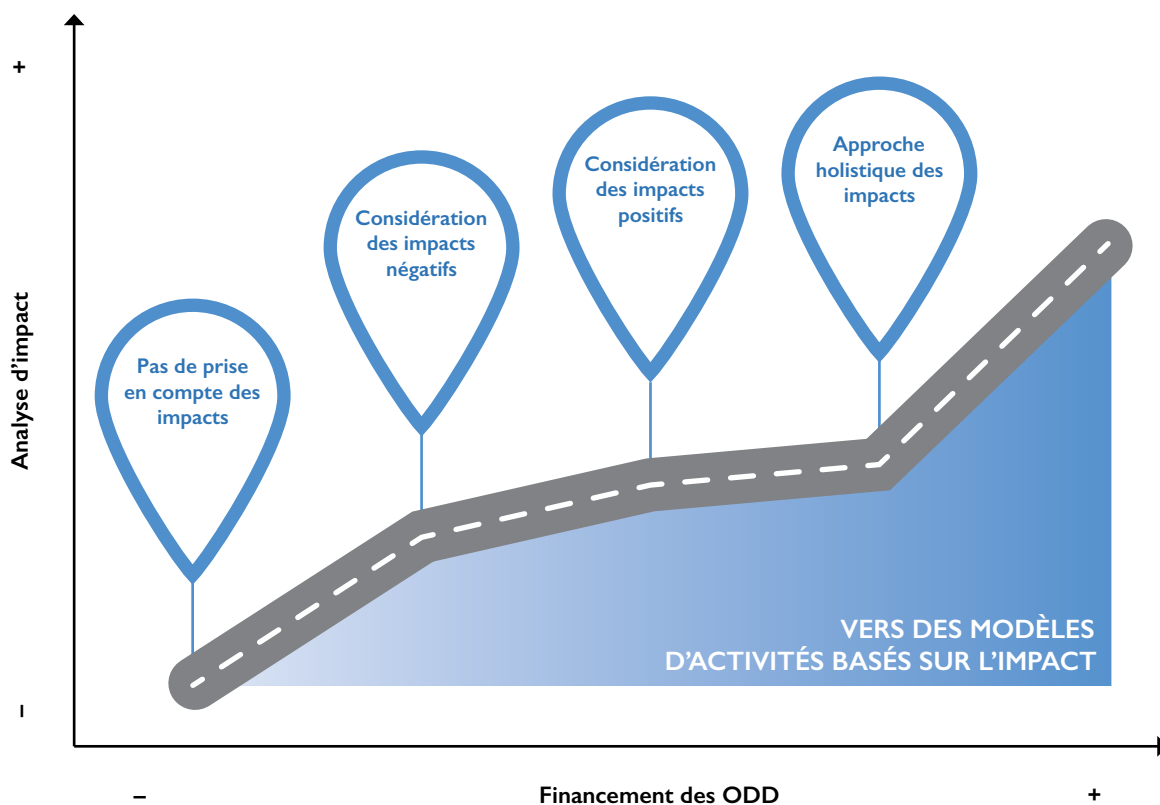 +
Analyse d’impact
–
Pas de prise
en compte des
impacts
Considération
des impacts
négatifs
Considération
des impacts
positifs
Approche
holistique des
impacts
VERS DES MODÈLES
D’ACTIVITÉS BASÉS SUR L’IMPACT
–
Financement des ODD
+